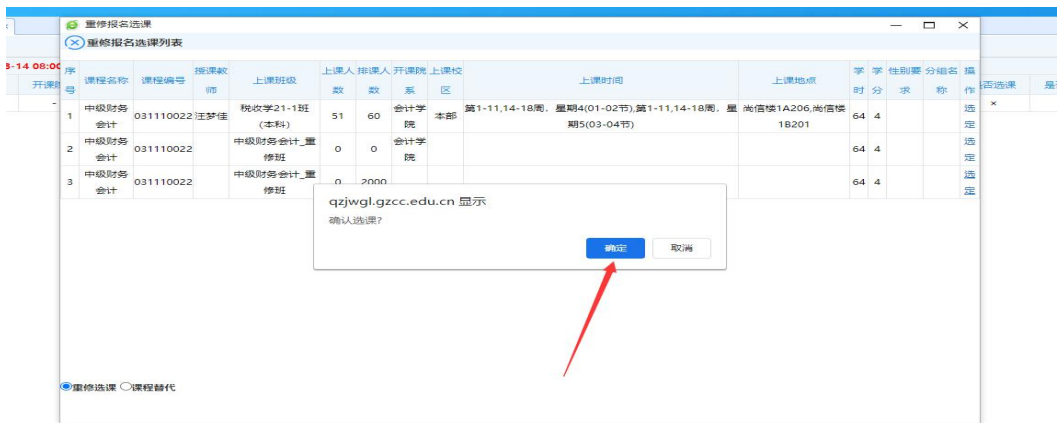 重修报名选课
重修报名选课列表
-14 08:00
开课院
-
序号 课程名称 课程编号 授课教师 上课班级 上课人数 排课人数 开课院系 上课校区 上课时间 上课地点 学时 学分 性别要求 分组名称 操作
1 中级财务会计 031110022 汪梦佳 税收学21-1班(本科) 51 60 会计学院 本部 第1-11,14-18周, 星期4(01-02节),第1-11,14-18周, 星期5(03-04节) 尚信楼1A206,尚信楼1B201 64 4 选定
2 中级财务会计 031110022 中级财务会计_重修班 0 0 会计学院 64 4 选定
3 中级财务会计 031110022 中级财务会计_重修班 0 2000 64 4 选定
否选课
×
qzjwgl.gzcc.edu.cn 显示
确认选课?
确定 取消
重修选课 课程替代